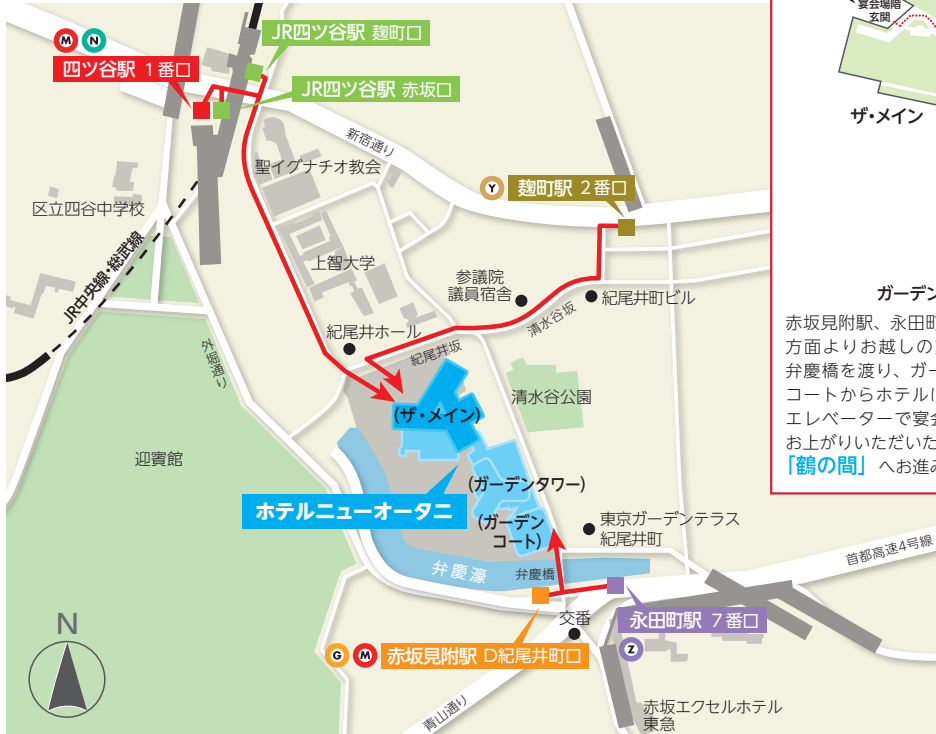 宴会場階
玄関
ザ・メイン
JR四ツ谷駅 麹町口
M N
四ツ谷駅 1番口
JR四ツ谷駅 赤坂口
新宿通り
聖イグナチオ教会
Y 麹町駅 2番口
区立四谷中学校
JR中央線・総武線
上智大学
参議院
議員宿舎
紀尾井町ビル
清水谷坂
紀尾井ホール
紀尾井坂
外堀通り
清水谷公園
(ザ・メイン)
迎賓館
(ガーデンタワー)
ホテルニューオータニ
(ガーデン
コート)
東京ガーデンテラス
紀尾井町
首都高速4号線
弁慶濠
弁慶橋
交番
永田町駅 7番口
Z
N
G M 赤坂見附駅 D紀尾井町口
青山通り
赤坂エクセルホテル
東急
ガーデン
赤坂見附駅、永田町
方面よりお越しの
弁慶橋を渡り、ガー
コートからホテルに
エレベーターで宴会
お上がりいただいた
「鶴の間」へお進み